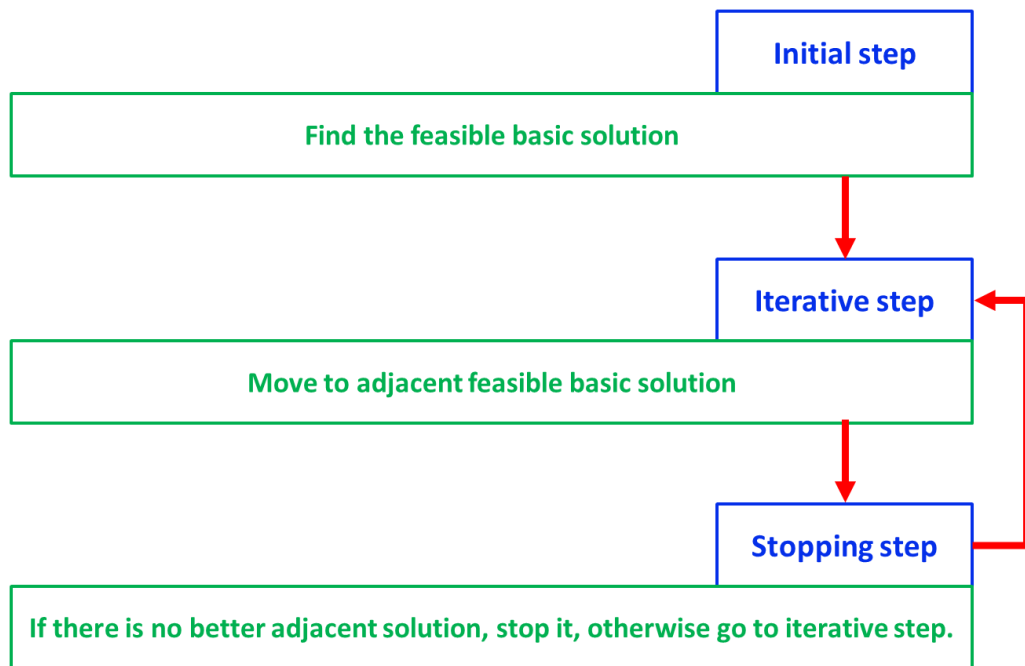 Initial step
Find the feasible basic solution
Iterative step
Move to adjacent feasible basic solution
Stopping step
If there is no better adjacent solution, stop it, otherwise go to iterative step.